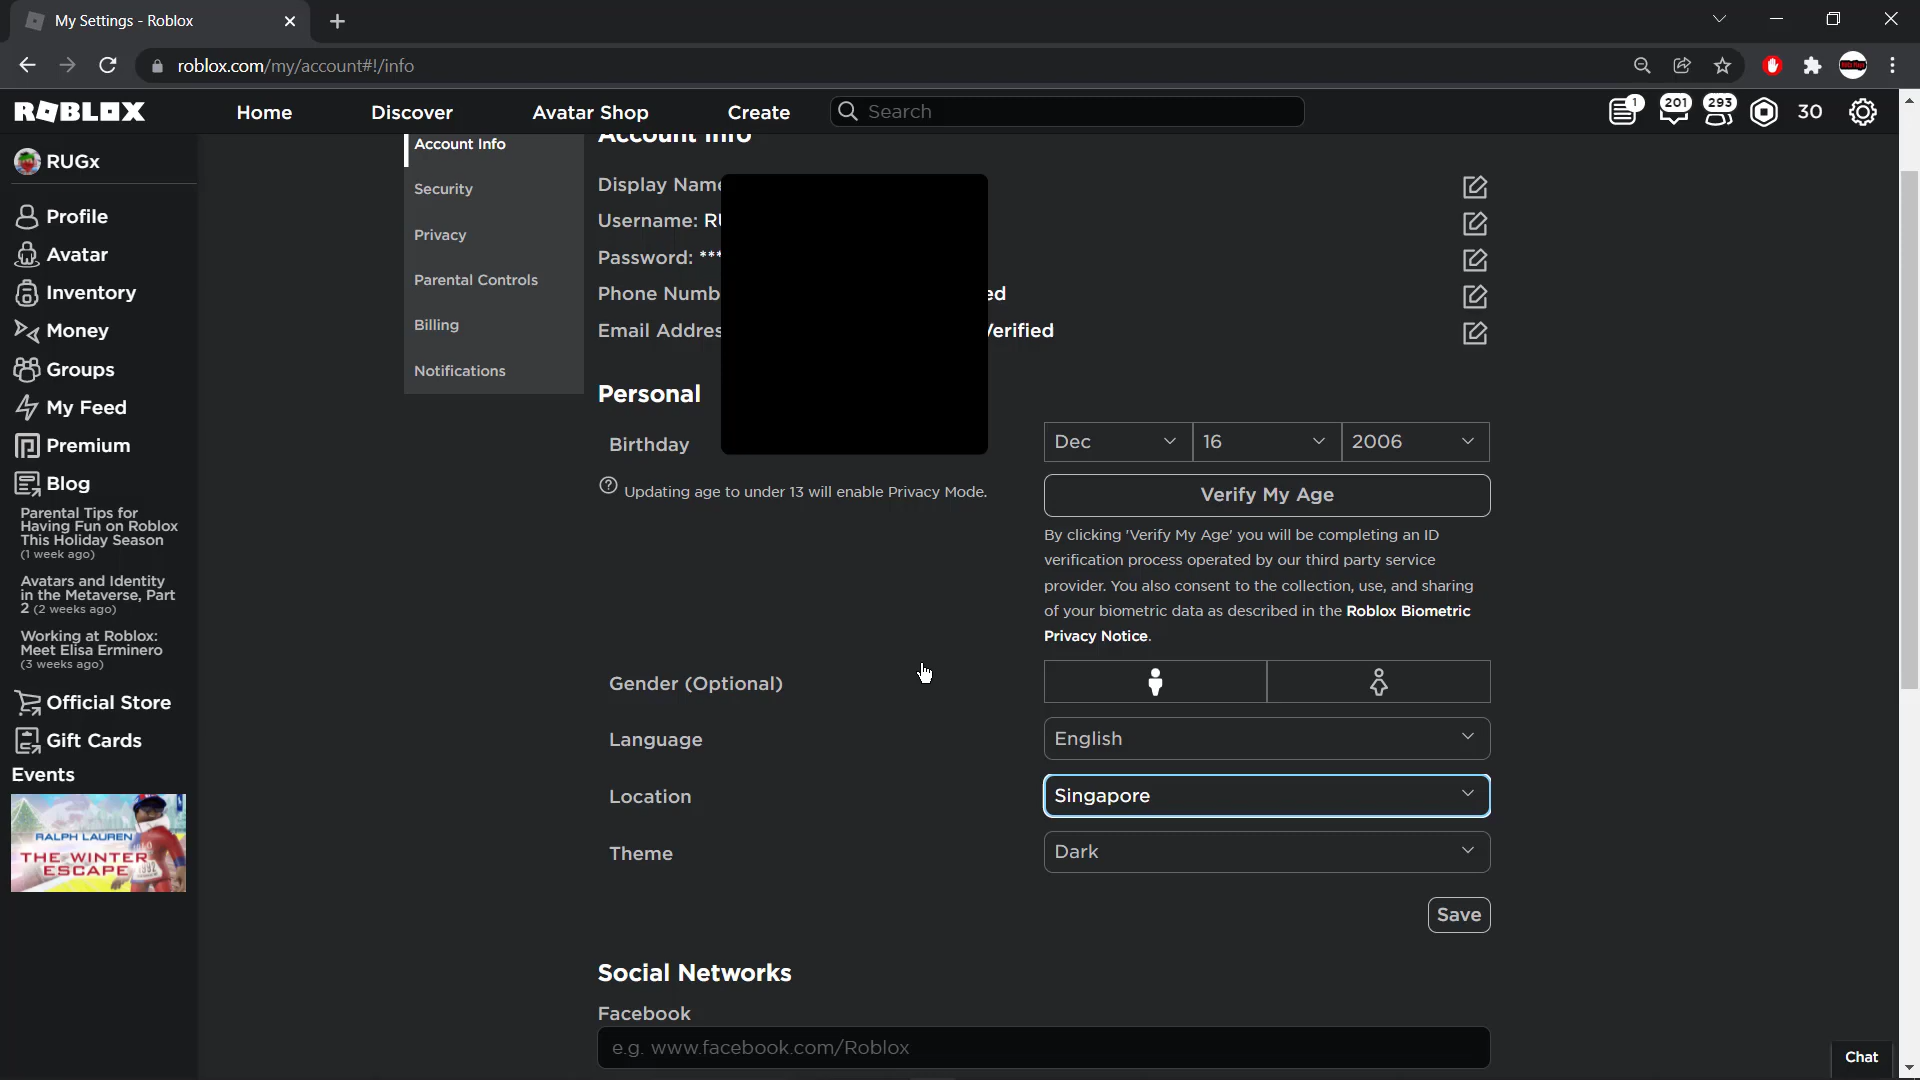 My Settings - Roblox
roblox.com/my/account#!/info
ROBLOX
Home
Discover
Avatar Shop
Create
Search
1
201
293
30
RUGx
Profile
Avatar
Inventory
Money
Groups
My Feed
Premium
Blog
Parental Tips for
Having Fun on Roblox
This Holiday Season
(1 week ago)
Avatars and Identity
in the Metaverse, Part
2 (2 weeks ago)
Working at Roblox:
Meet Elisa Erminero
(3 weeks ago)
Official Store
Gift Cards
Events
RALPH LAUREN
THE WINTER
ESCAPE
Account Info
Security
Privacy
Parental Controls
Billing
Notifications
Account Info
Display Name
Username: RU
Password: ***
Phone Numb ed
Email Addres Verified
Personal
Birthday
Dec
16
2006
Updating age to under 13 will enable Privacy Mode.
Verify My Age
By clicking 'Verify My Age' you will be completing an ID
verification process operated by our third party service
provider. You also consent to the collection, use, and sharing
of your biometric data as described in the Roblox Biometric
Privacy Notice.
Gender (Optional)
Language
English
Location
Singapore
Theme
Dark
Save
Social Networks
Facebook
e.g. www.facebook.com/Roblox
Chat